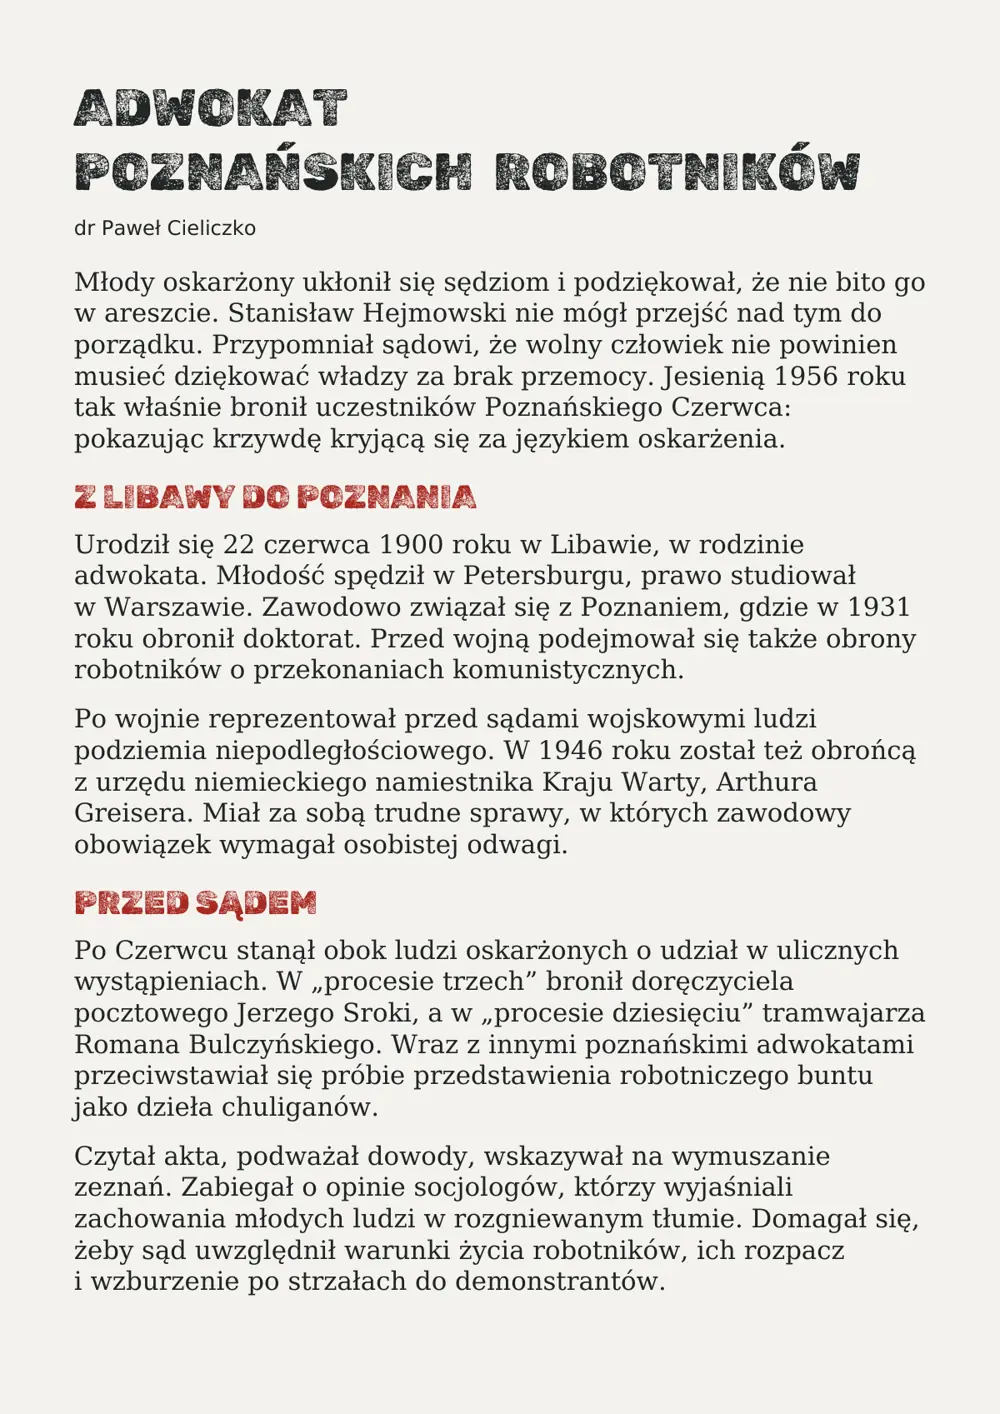 ADWOKAT
POZNAŃSKICH ROBOTNIKÓW
dr Paweł Cieliczko
Młody oskarżony ukłonił się sędziom i podziękował, że nie bito go
w areszcie. Stanisław Hejmowski nie mógł przejść nad tym do
porządku. Przypomniał sądowi, że wolny człowiek nie powinien
musieć dziękować władzy za brak przemocy. Jesienią 1956 roku
tak właśnie bronił uczestników Poznańskiego Czerwca:
pokazując krzywdę kryjącą się za językiem oskarżenia.
Z LIBAWY DO POZNANIA
Urodził się 22 czerwca 1900 roku w Libawie, w rodzinie
adwokata. Młodość spędził w Petersburgu, prawo studiował
w Warszawie. Zawodowo związał się z Poznaniem, gdzie w 1931
roku obronił doktorat. Przed wojną podejmował się także obrony
robotników o przekonaniach komunistycznych.
Po wojnie reprezentował przed sądami wojskowymi ludzi
podziemia niepodległościowego. W 1946 roku został też obrońcą
z urzędu niemieckiego namiestnika Kraju Warty, Arthura
Greisera. Miał za sobą trudne sprawy, w których zawodowy
obowiązek wymagał osobistej odwagi.
PRZED SĄDEM
Po Czerwcu stanął obok ludzi oskarżonych o udział w ulicznych
wystąpieniach. W „procesie trzech” bronił doręczyciela
pocztowego Jerzego Sroki, a w „procesie dziesięciu” tramwajarza
Romana Bulczyńskiego. Wraz z innymi poznańskimi adwokatami
przeciwstawiał się próbie przedstawienia robotniczego buntu
jako dzieła chuliganów.
Czytał akta, podważał dowody, wskazywał na wymuszanie
zeznań. Zabiegał o opinie socjologów, którzy wyjaśniali
zachowania młodych ludzi w rozgniewanym tłumie. Domagał się,
żeby sąd uwzględnił warunki życia robotników, ich rozpacz
i wzburzenie po strzałach do demonstrantów.